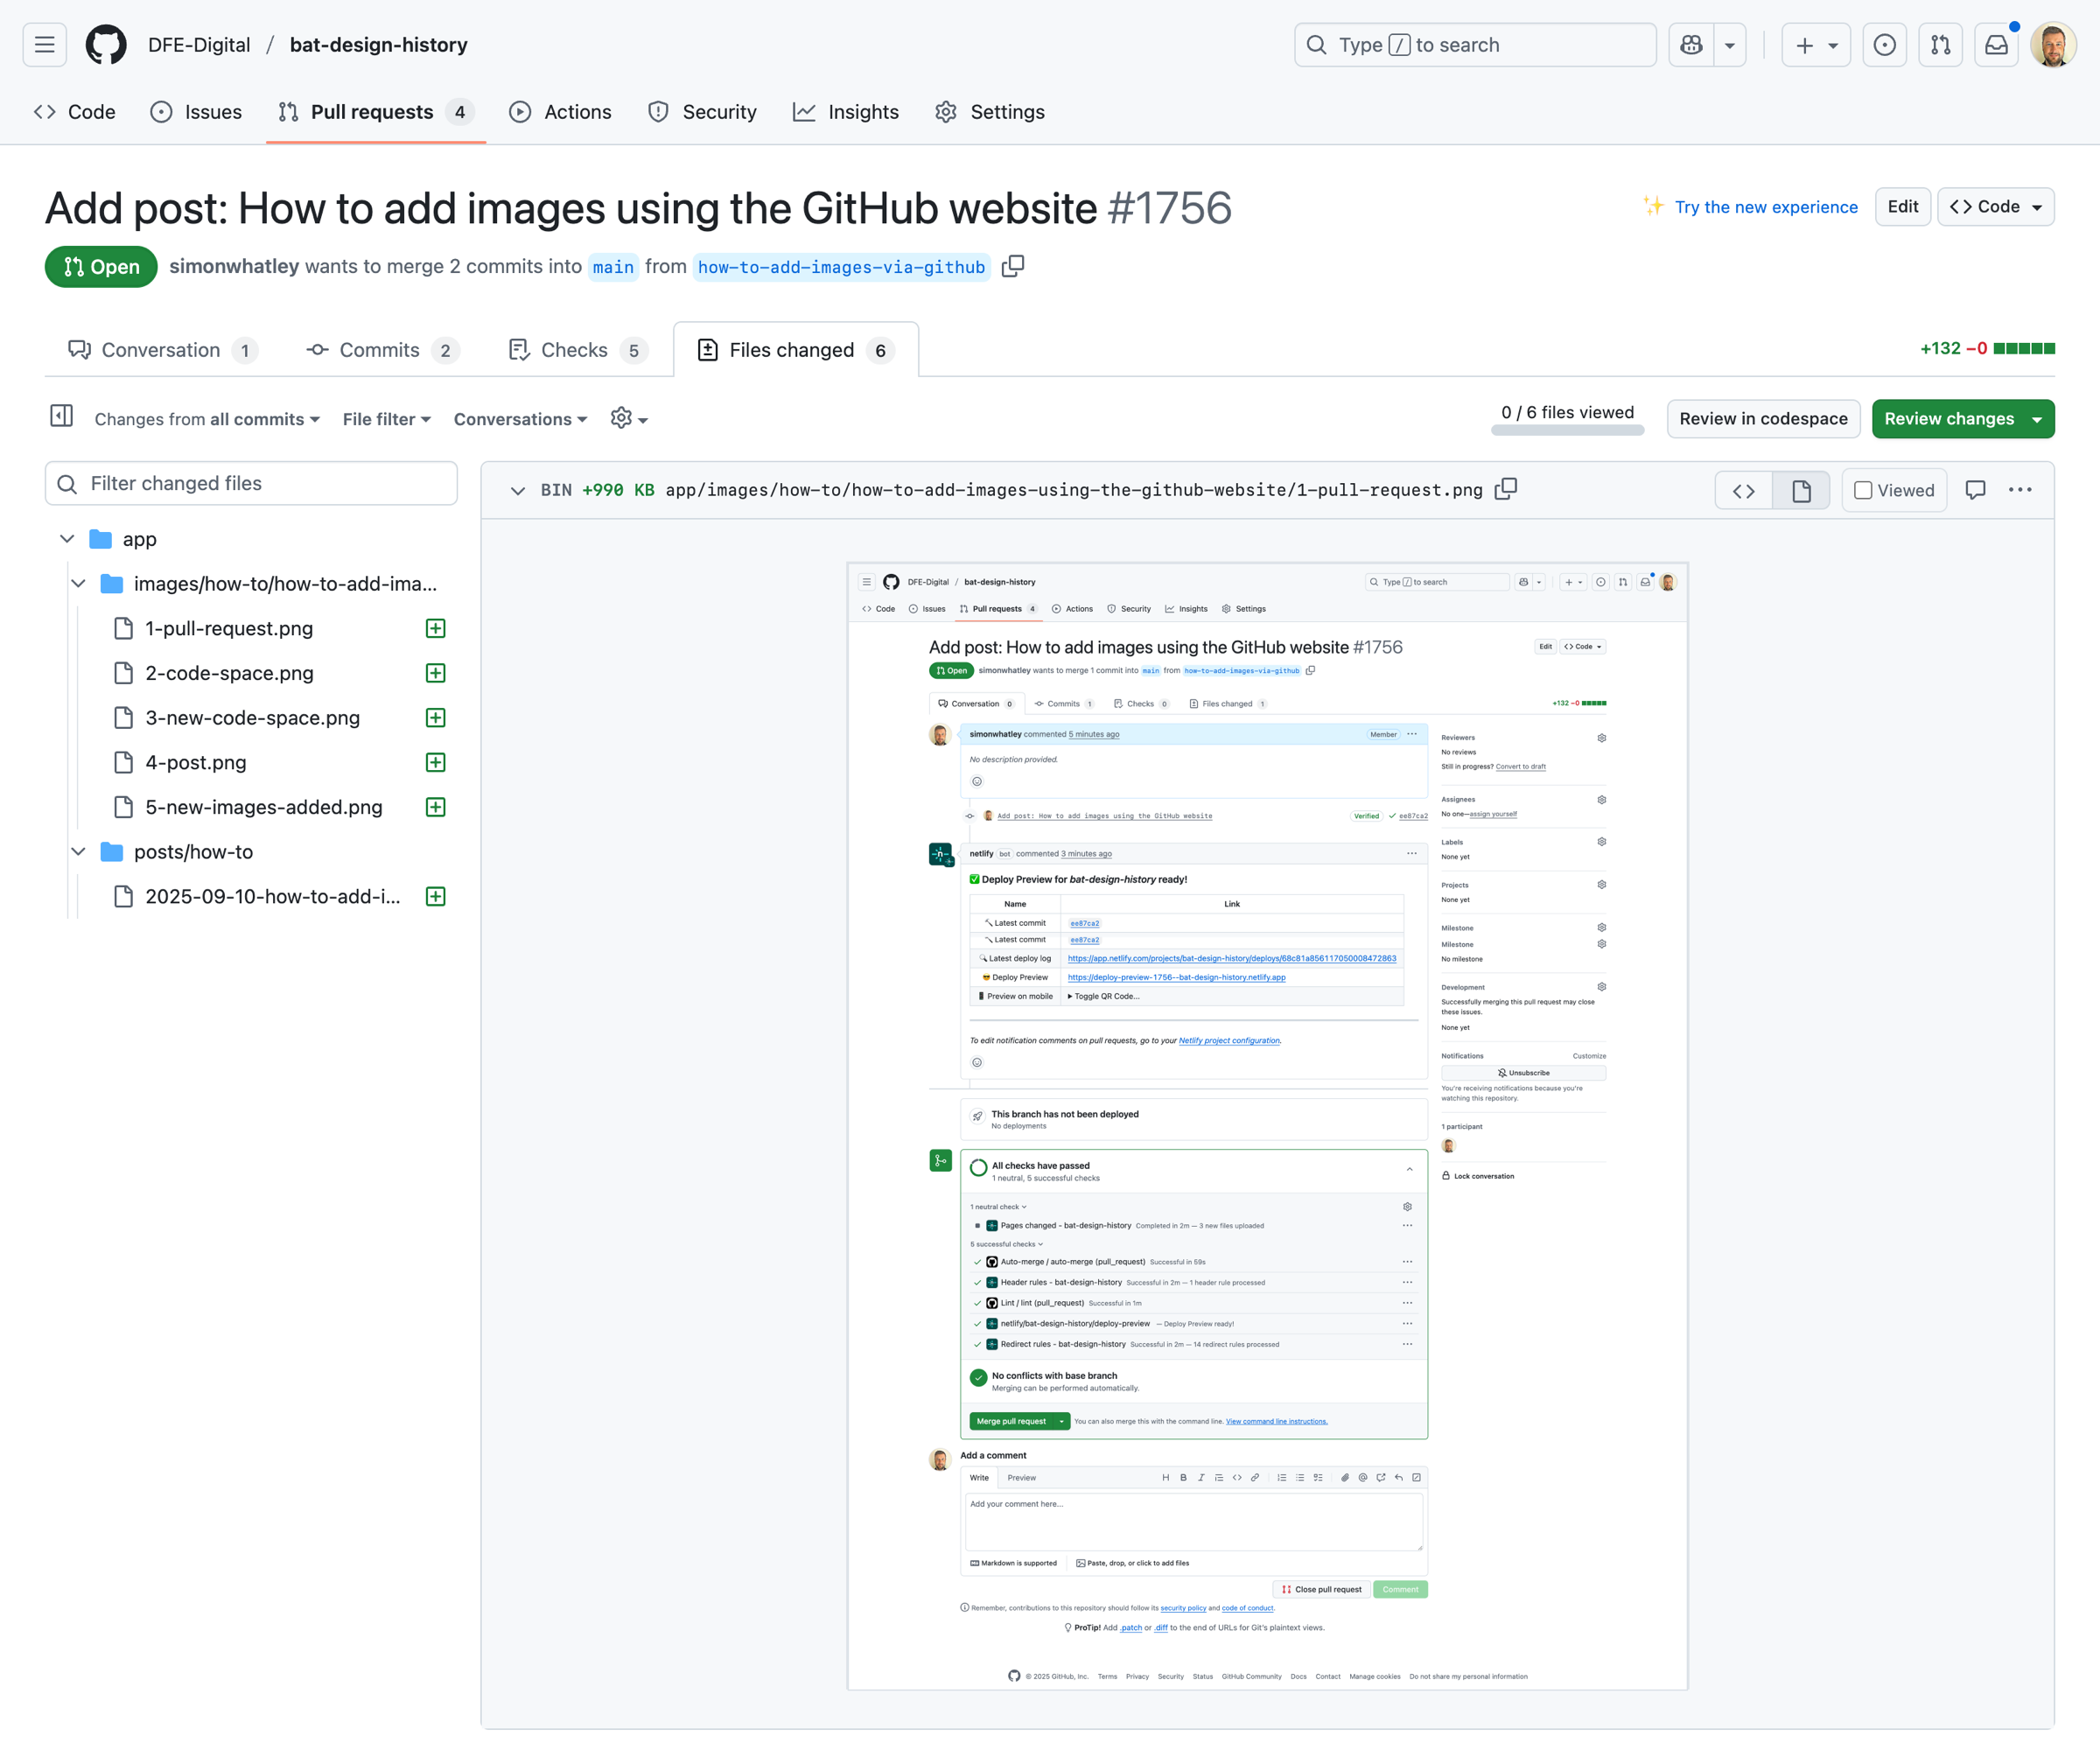 DFE-Digital / bat-design-history
Type / to search
Code
Issues
Pull requests 4
Actions
Security
Insights
Settings
Add post: How to add images using the GitHub website #1756
Try the new experience
Edit
Code
Open
simonwhatley wants to merge 2 commits into main from how-to-add-images-via-github
Conversation 1
Commits 2
Checks 5
Files changed 6
+132 −0
Changes from all commits
File filter
Conversations
0 / 6 files viewed
Review in codespace
Review changes
Filter changed files
app
images/how-to/how-to-add-ima...
1-pull-request.png
2-code-space.png
3-new-code-space.png
4-post.png
5-new-images-added.png
posts/how-to
2025-09-10-how-to-add-i...
BIN +990 KB app/images/how-to/how-to-add-images-using-the-github-website/1-pull-request.png
Viewed
DFE-Digital / bat-design-history
Type / to search
Code
Issues
Pull requests 4
Actions
Security
Insights
Settings
Add post: How to add images using the GitHub website #1756
Edit
Code
Open
simonwhatley wants to merge 1 commit into main from how-to-add-images-via-github
Conversation 0
Commits 1
Checks 0
Files changed 1
+132 −0
simonwhatley commented 5 minutes ago
Member
No description provided.
Add post: How to add images using the GitHub website
Verified
ee87ca2
netlify bot commented 3 minutes ago
Deploy Preview for bat-design-history ready!
Name Link
Latest commit ee87ca2
Latest commit ee87ca2
Latest deploy log https://app.netlify.com/projects/bat-design-history/deploys/68c81a856117050008472863
Deploy Preview https://deploy-preview-1756--bat-design-history.netlify.app
Preview on mobile Toggle QR Code...
To edit notification comments on pull requests, go to your Netlify project configuration.
This branch has not been deployed
No deployments
All checks have passed
1 neutral, 5 successful checks
1 neutral check
Pages changed - bat-design-history Completed in 2m — 3 new files uploaded
5 successful checks
Auto-merge / auto-merge (pull_request) Successful in 59s
Header rules - bat-design-history Successful in 2m — 1 header rule processed
Lint / lint (pull_request) Successful in 1m
netlify/bat-design-history/deploy-preview — Deploy Preview ready!
Redirect rules - bat-design-history Successful in 2m — 14 redirect rules processed
No conflicts with base branch
Merging can be performed automatically.
Merge pull request
You can also merge this with the command line. View command line instructions.
Add a comment
Write
Preview
H B I
Add your comment here...
Markdown is supported
Paste, drop, or click to add files
Close pull request
Comment
Remember, contributions to this repository should follow its security policy and code of conduct.
ProTip! Add .patch or .diff to the end of URLs for Git's plaintext views.
Reviewers
No reviews
Still in progress? Convert to draft
Assignees
No one—assign yourself
Labels
None yet
Projects
None yet
Milestone
Milestone
No milestone
Development
Successfully merging this pull request may close
these issues.
None yet
Notifications
Customize
Unsubscribe
You're receiving notifications because you're
watching this repository.
1 participant
Lock conversation
© 2025 GitHub, Inc. Terms Privacy Security Status GitHub Community Docs Contact Manage cookies Do not share my personal information